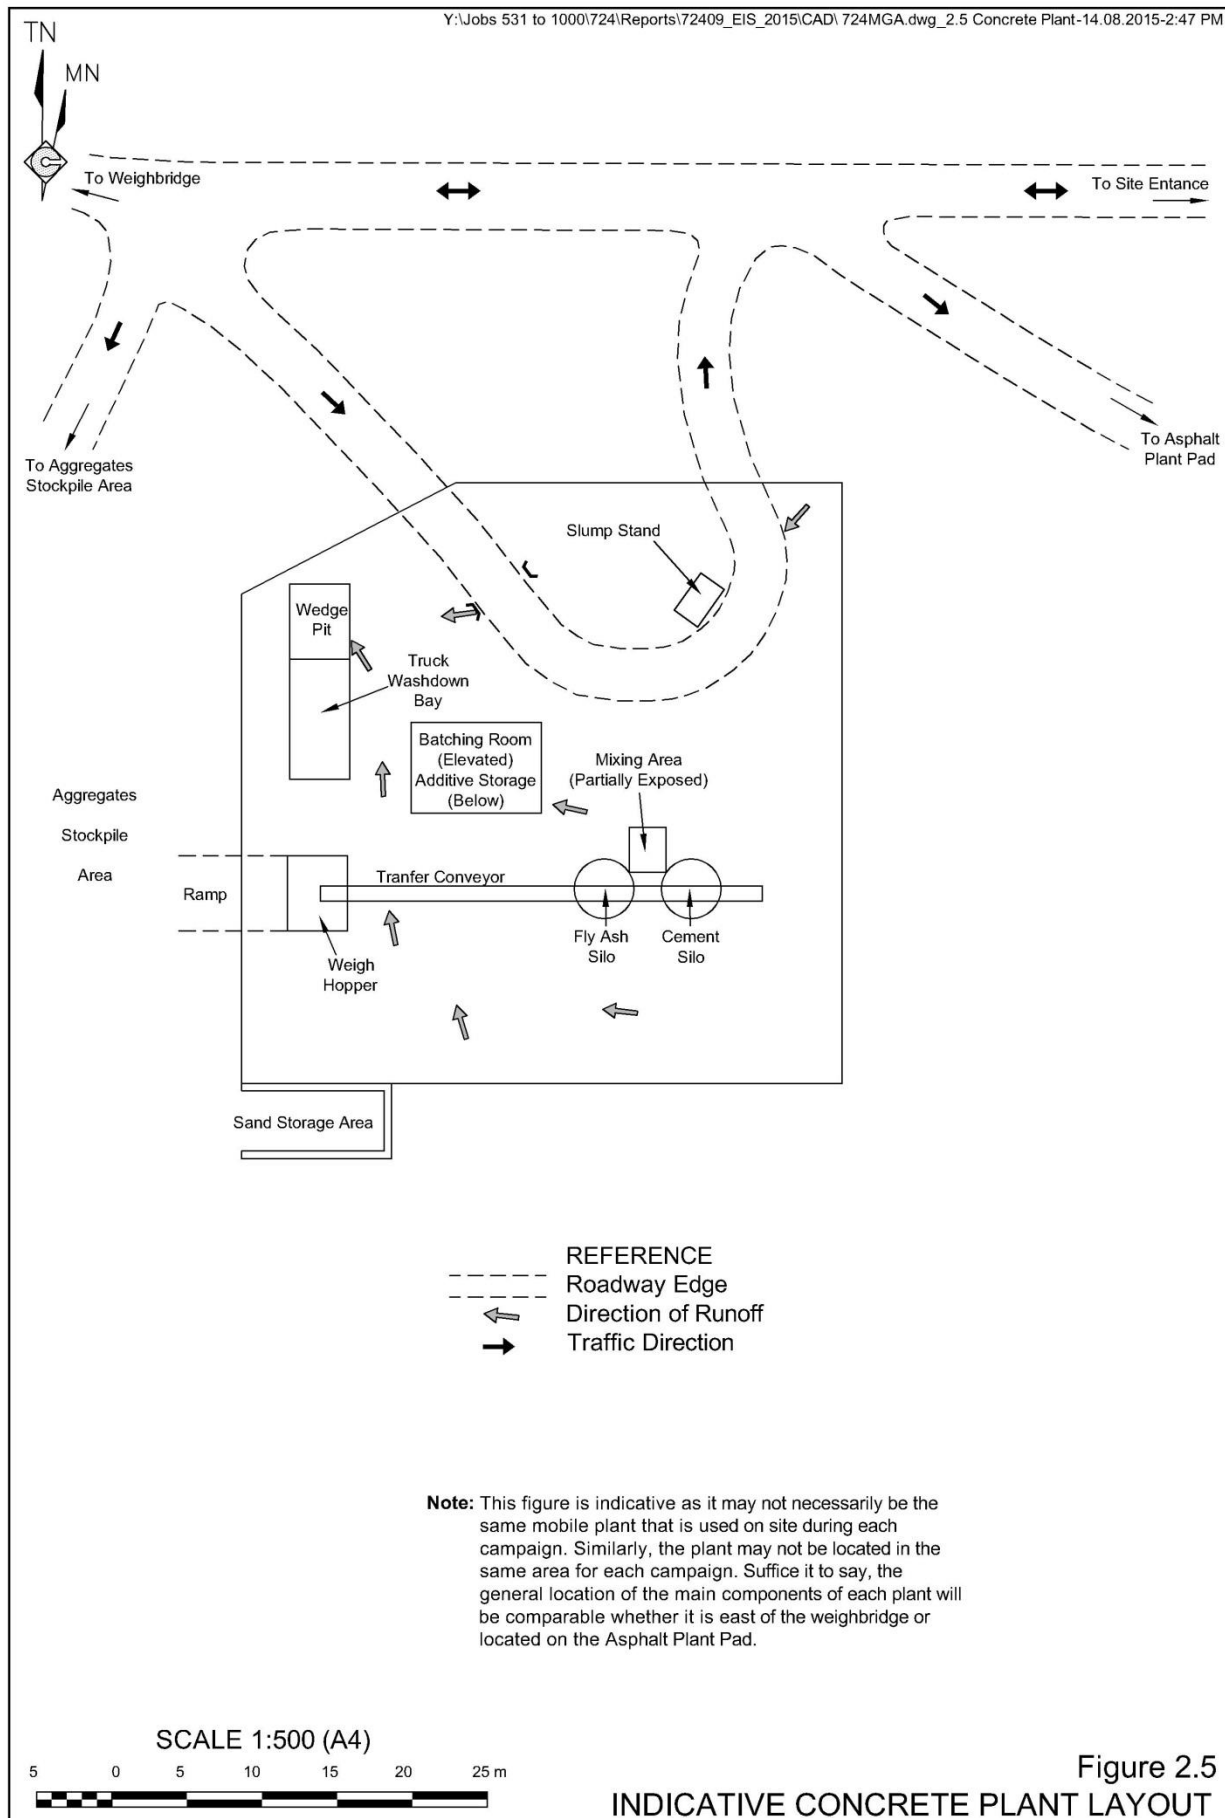 Y:\Jobs 531 to 1000\724\Reports\72409_EIS_2015\CAD\ 724MGA.dwg_2.5 Concrete Plant-14.08.2015-2:47 PM
TN
MN
To Weighbridge
To Site Entance
To Aggregates
Stockpile Area
To Asphalt
Plant Pad
Slump Stand
Wedge
Pit
Truck
Washdown
Bay
Batching Room
(Elevated)
Additive Storage
(Below)
Mixing Area
(Partially Exposed)
Aggregates
Stockpile
Area
Ramp
Tranfer Conveyor
Fly Ash
Silo
Cement
Silo
Weigh
Hopper
Sand Storage Area
REFERENCE
Roadway Edge
Direction of Runoff
Traffic Direction
Note: This figure is indicative as it may not necessarily be the
same mobile plant that is used on site during each
campaign. Similarly, the plant may not be located in the
same area for each campaign. Suffice it to say, the
general location of the main components of each plant will
be comparable whether it is east of the weighbridge or
located on the Asphalt Plant Pad.
SCALE 1:500 (A4)
5 0 5 10 15 20 25 m
Figure 2.5
INDICATIVE CONCRETE PLANT LAYOUT